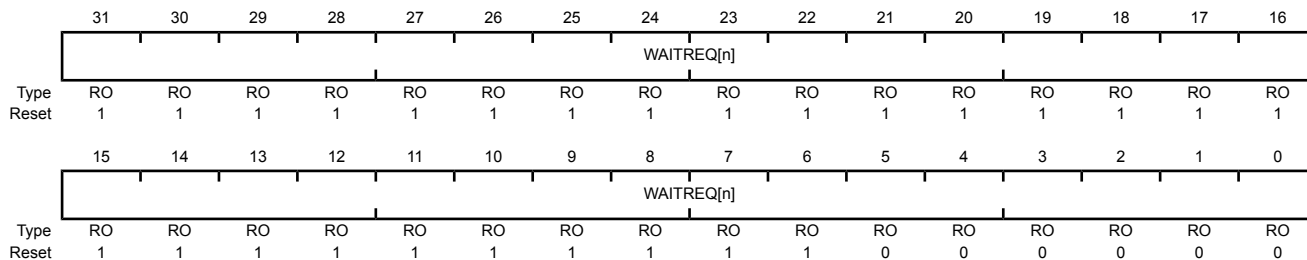 31 30 29 28 27 26 25 24 23 22 21 20 19 18 17 16
WAITREQ[n]
Type RO RO RO RO RO RO RO RO RO RO RO RO RO RO RO RO
Reset 1 1 1 1 1 1 1 1 1 1 1 1 1 1 1 1
15 14 13 12 11 10 9 8 7 6 5 4 3 2 1 0
WAITREQ[n]
Type RO RO RO RO RO RO RO RO RO RO RO RO RO RO RO RO
Reset 1 1 1 1 1 1 1 1 1 1 0 0 0 0 0 0